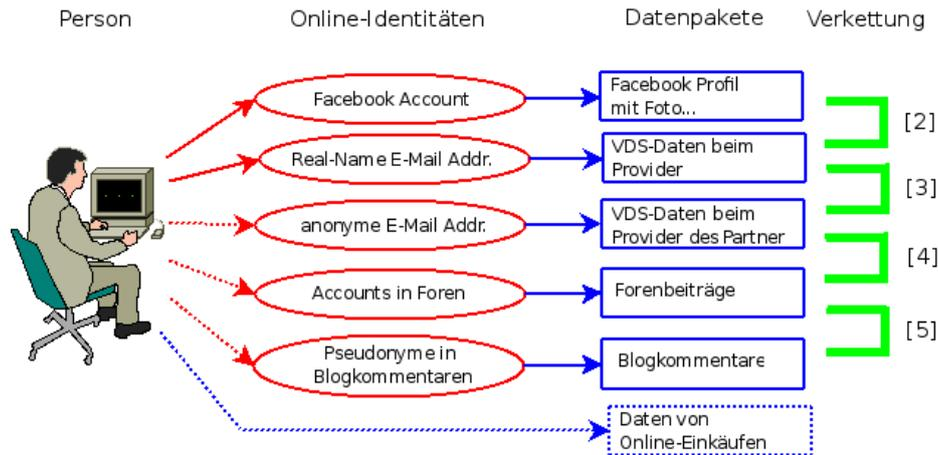 Person
Online-Identitäten
Datenpakete
Verkettung
Facebook Account
Facebook Profil
mit Foto...
[2]
Real-Name E-Mail Addr.
VDS-Daten beim
Provider
[3]
anonyme E-Mail Addr.
VDS-Daten beim
Provider des Partner
[4]
Accounts in Foren
Forenbeiträge
[5]
Pseudonyme in
Blogkommentaren
Blogkommentare
Daten von
Online-Einkäufen